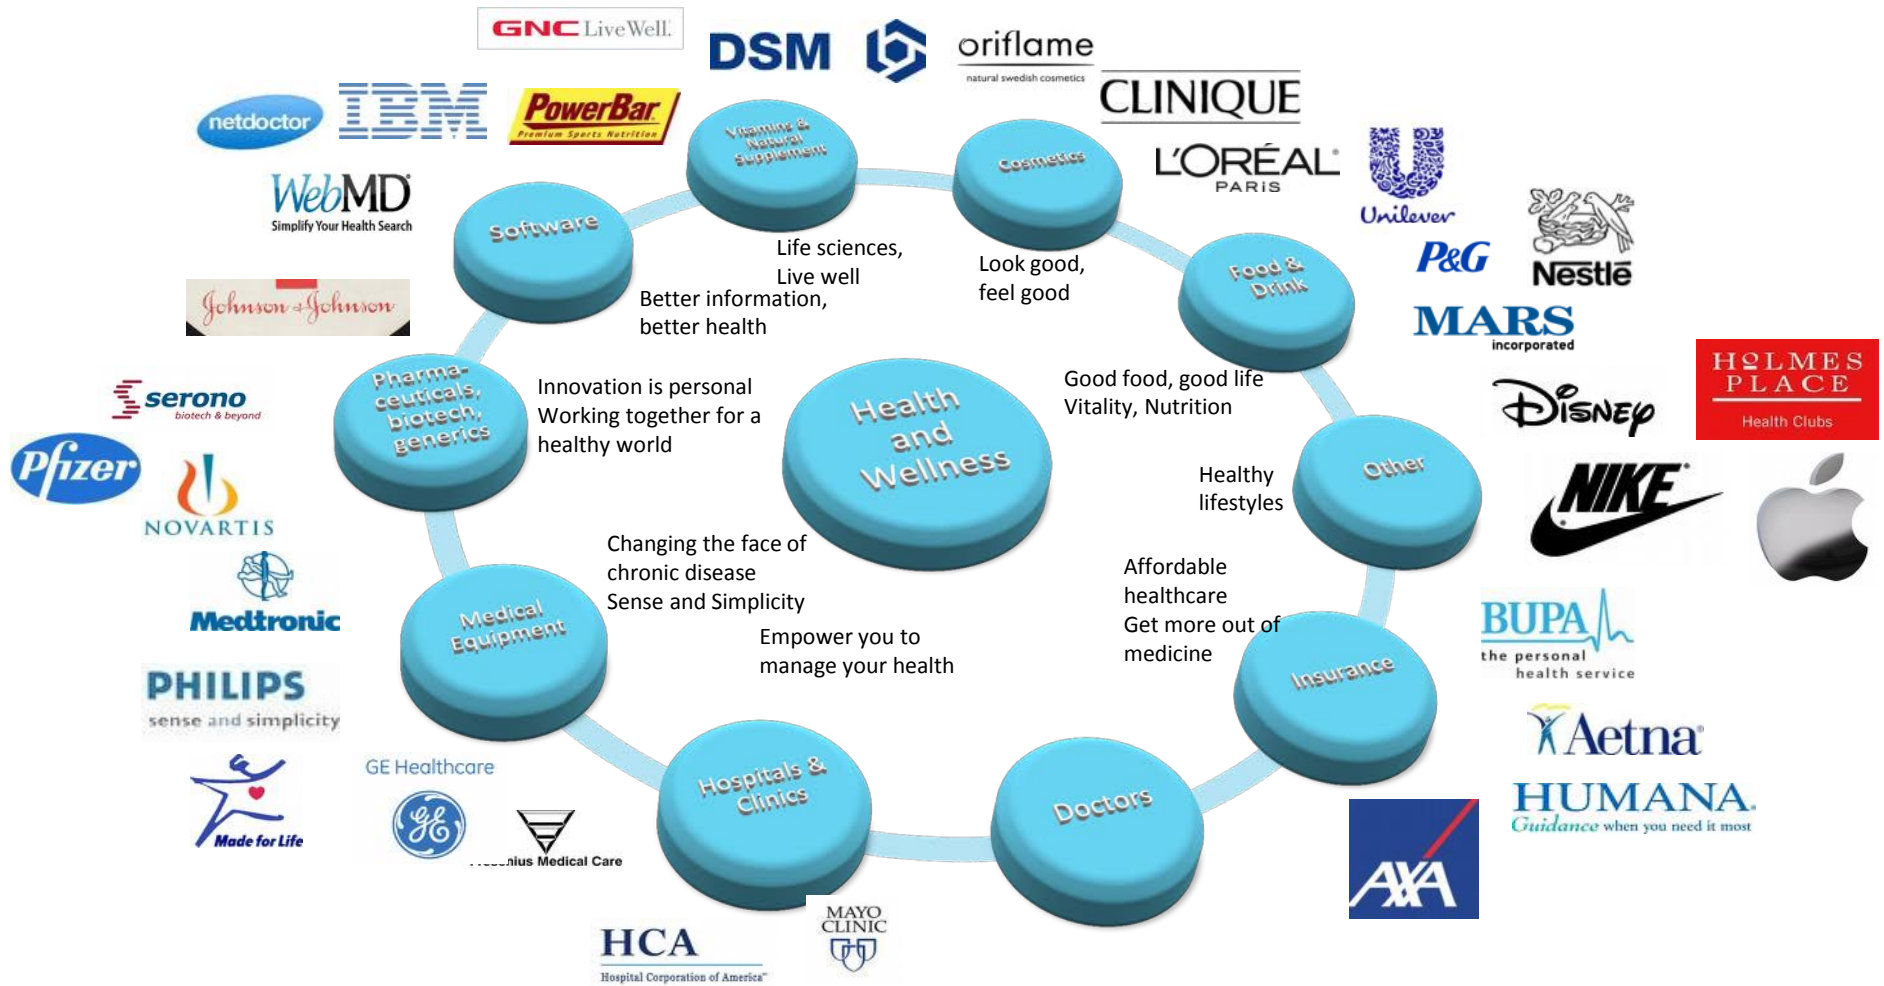 GNC LiveWell.
DSM
oriflame
natural swedish cosmetics
CLINIQUE
netdoctor
IBM
PowerBar
Premium Sports Nutrition
Vitamins &
Natural
Supplement
Cosmetics
L'ORÉAL
PARIS
Unilever
WebMD
Simplify Your Health Search
Software
Life sciences,
Live well
Look good,
feel good
Food &
Drink
P&G
Nestlé
Johnson & Johnson
Better information,
better health
MARS
incorporated
HOLMES
PLACE
Health Clubs
serono
biotech & beyond
Pharma-
ceuticals,
biotech,
generics
Innovation is personal
Working together for a
healthy world
Health
and
Wellness
Good food, good life
Vitality, Nutrition
Disney
Pfizer
NOVARTIS
Healthy
lifestyles
Other
NIKE
Medtronic
Changing the face of
chronic disease
Sense and Simplicity
Affordable
healthcare
Get more out of
medicine
BUPA
the personal
health service
Medical
Equipment
Empower you to
manage your health
Insurance
PHILIPS
sense and simplicity
Aetna
GE Healthcare
GE
Made for Life
Hospitals &
Clinics
Doctors
HUMANA.
Guidance when you need it most
Medical Care
AXA
HCA
Hospital Corporation of America™
MAYO
CLINIC